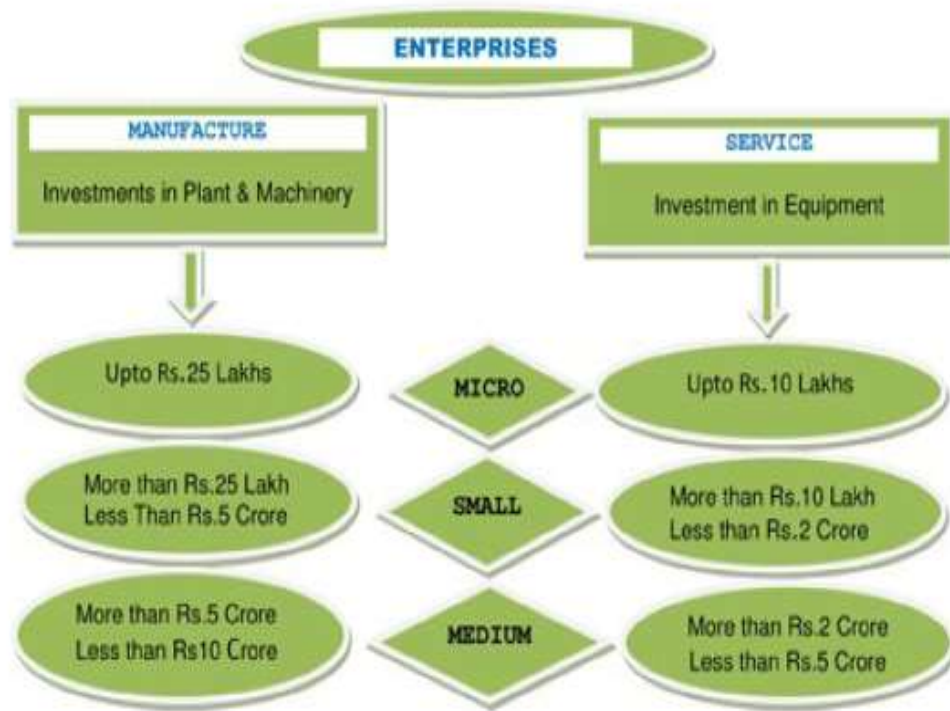 ENTERPRISES
MANUFACTURE
Investments in Plant & Machinery
SERVICE
Investment in Equipment
Upto Rs.25 Lakhs
MICRO
Upto Rs.10 Lakhs
More than Rs.25 Lakh
Less Than Rs.5 Crore
SMALL
More than Rs.10 Lakh
Less than Rs.2 Crore
More than Rs.5 Crore
Less than Rs10 Crore
MEDIUM
More than Rs.2 Crore
Less than Rs.5 Crore